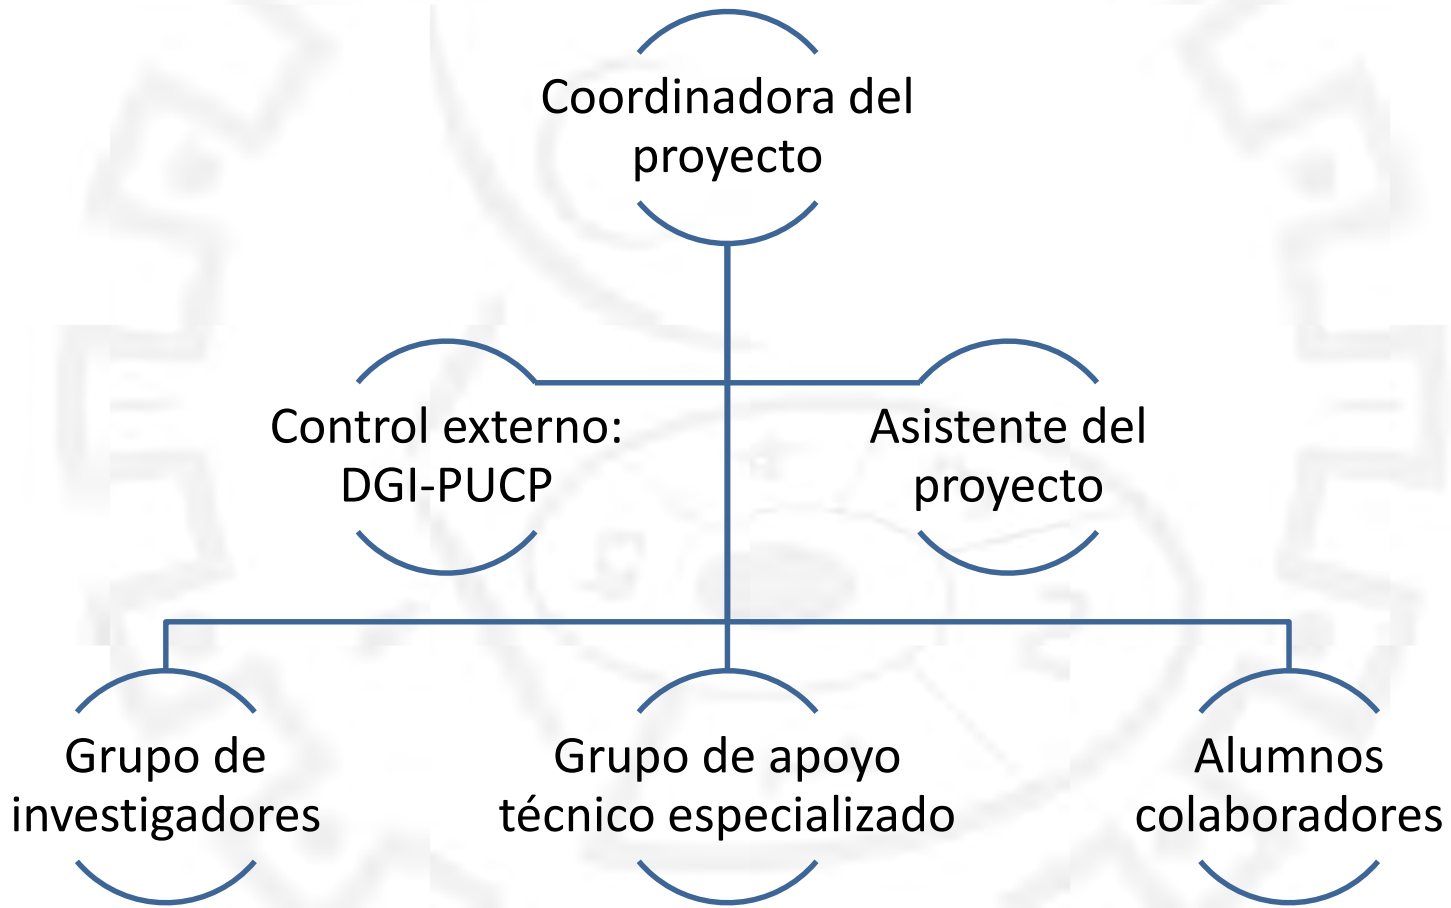 Coordinadora del
proyecto
Control externo:
DGI-PUCP
Asistente del
proyecto
Grupo de
investigadores
Grupo de apoyo
técnico especializado
Alumnos
colaboradores